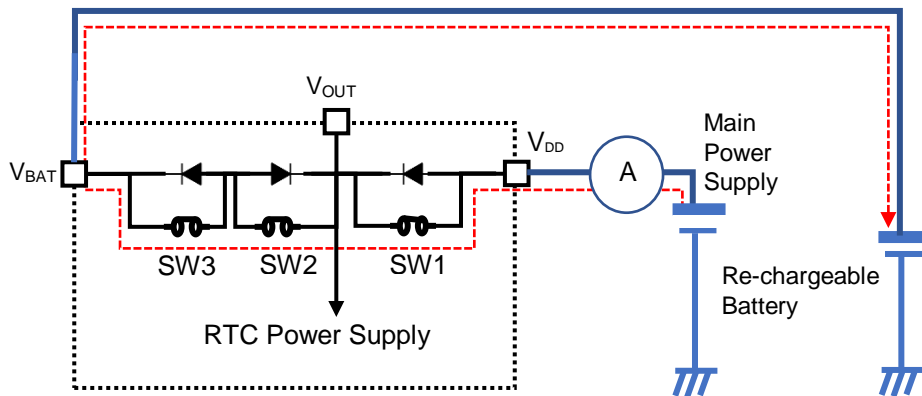 VOUT
VDD
VBAT
A
Main
Power
Supply
SW3
SW2
SW1
Re-chargeable
Battery
RTC Power Supply